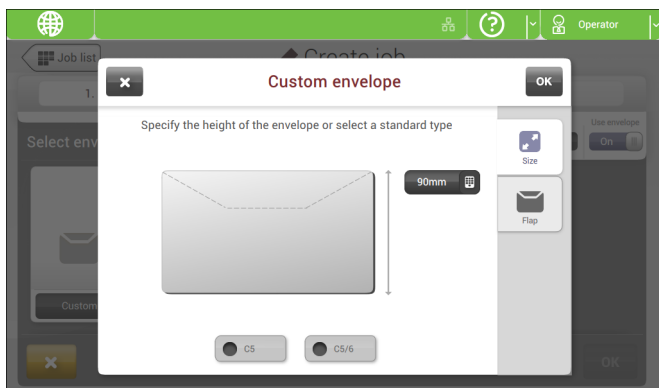 Operator
Job list
Create job
1.
Custom envelope
OK
Specify the height of the envelope or select a standard type
Select env
Use envelope
On
Size
90mm
Flap
Custom
C5
C5/6
OK